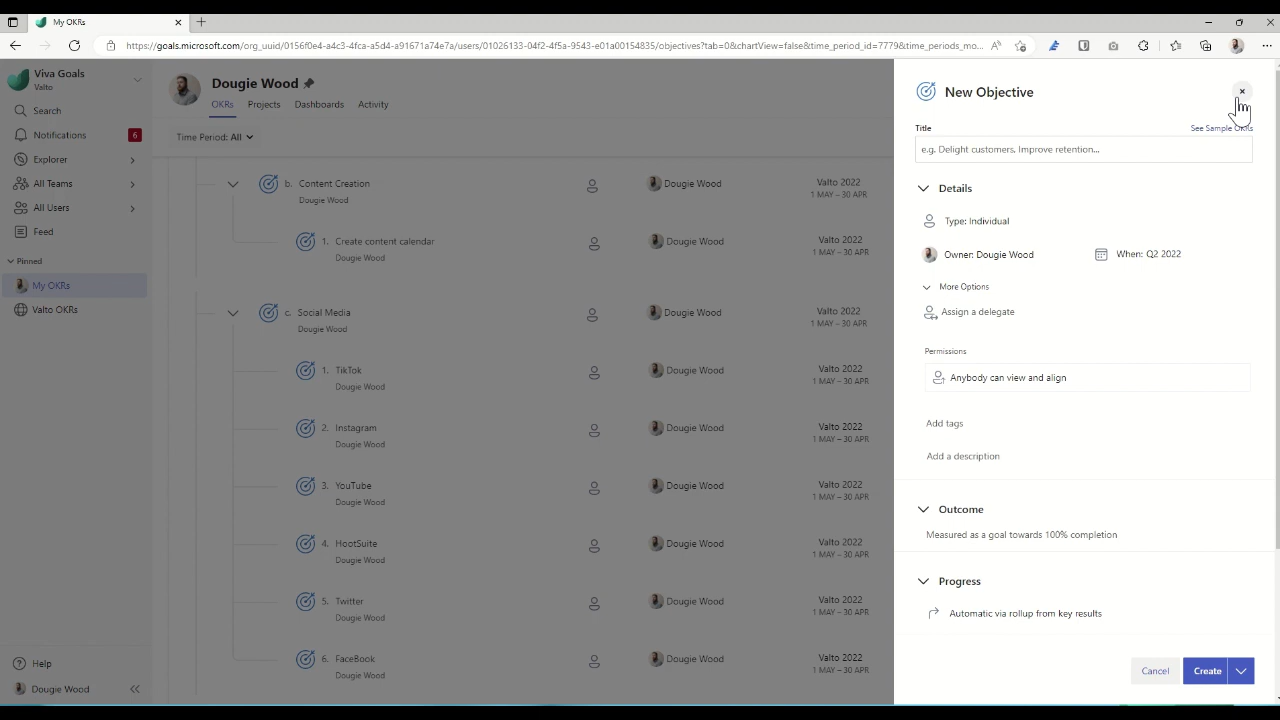 My OKRs
https://goals.microsoft.com/org_uuid/0156f0e4-a4c3-4fca-a5d4-a91671a74e7a/users/01026133-04f2-4f5a-9543-e01a00154835/objectives?tab=0&chartView=false&time_period_id=7779&time_periods_mo...
Viva Goals
Valto
Search
Notifications 6
Explorer
All Teams
All Users
Feed
Pinned
My OKRs
Valto OKRs
Help
Dougie Wood
Dougie Wood
OKRs Projects Dashboards Activity
Time Period: All
b. Content Creation Dougie Wood Valto 2022
Dougie Wood 1 MAY – 30 APR
1. Create content calendar Dougie Wood Valto 2022
Dougie Wood 1 MAY – 30 APR
c. Social Media Dougie Wood Valto 2022
Dougie Wood 1 MAY – 30 APR
1. TikTok Dougie Wood Valto 2022
Dougie Wood 1 MAY – 30 APR
2. Instagram Dougie Wood Valto 2022
Dougie Wood 1 MAY – 30 APR
3. YouTube Dougie Wood Valto 2022
Dougie Wood 1 MAY – 30 APR
4. HootSuite Dougie Wood Valto 2022
Dougie Wood 1 MAY – 30 APR
5. Twitter Dougie Wood Valto 2022
Dougie Wood 1 MAY – 30 APR
6. FaceBook Dougie Wood Valto 2022
Dougie Wood 1 MAY – 30 APR
New Objective
Title See Sample OKRs
e.g. Delight customers, Improve retention...
Details
Type: Individual
Owner: Dougie Wood When: Q2 2022
More Options
Assign a delegate
Permissions
Anybody can view and align
Add tags
Add a description
Outcome
Measured as a goal towards 100% completion
Progress
Automatic via rollup from key results
Cancel Create